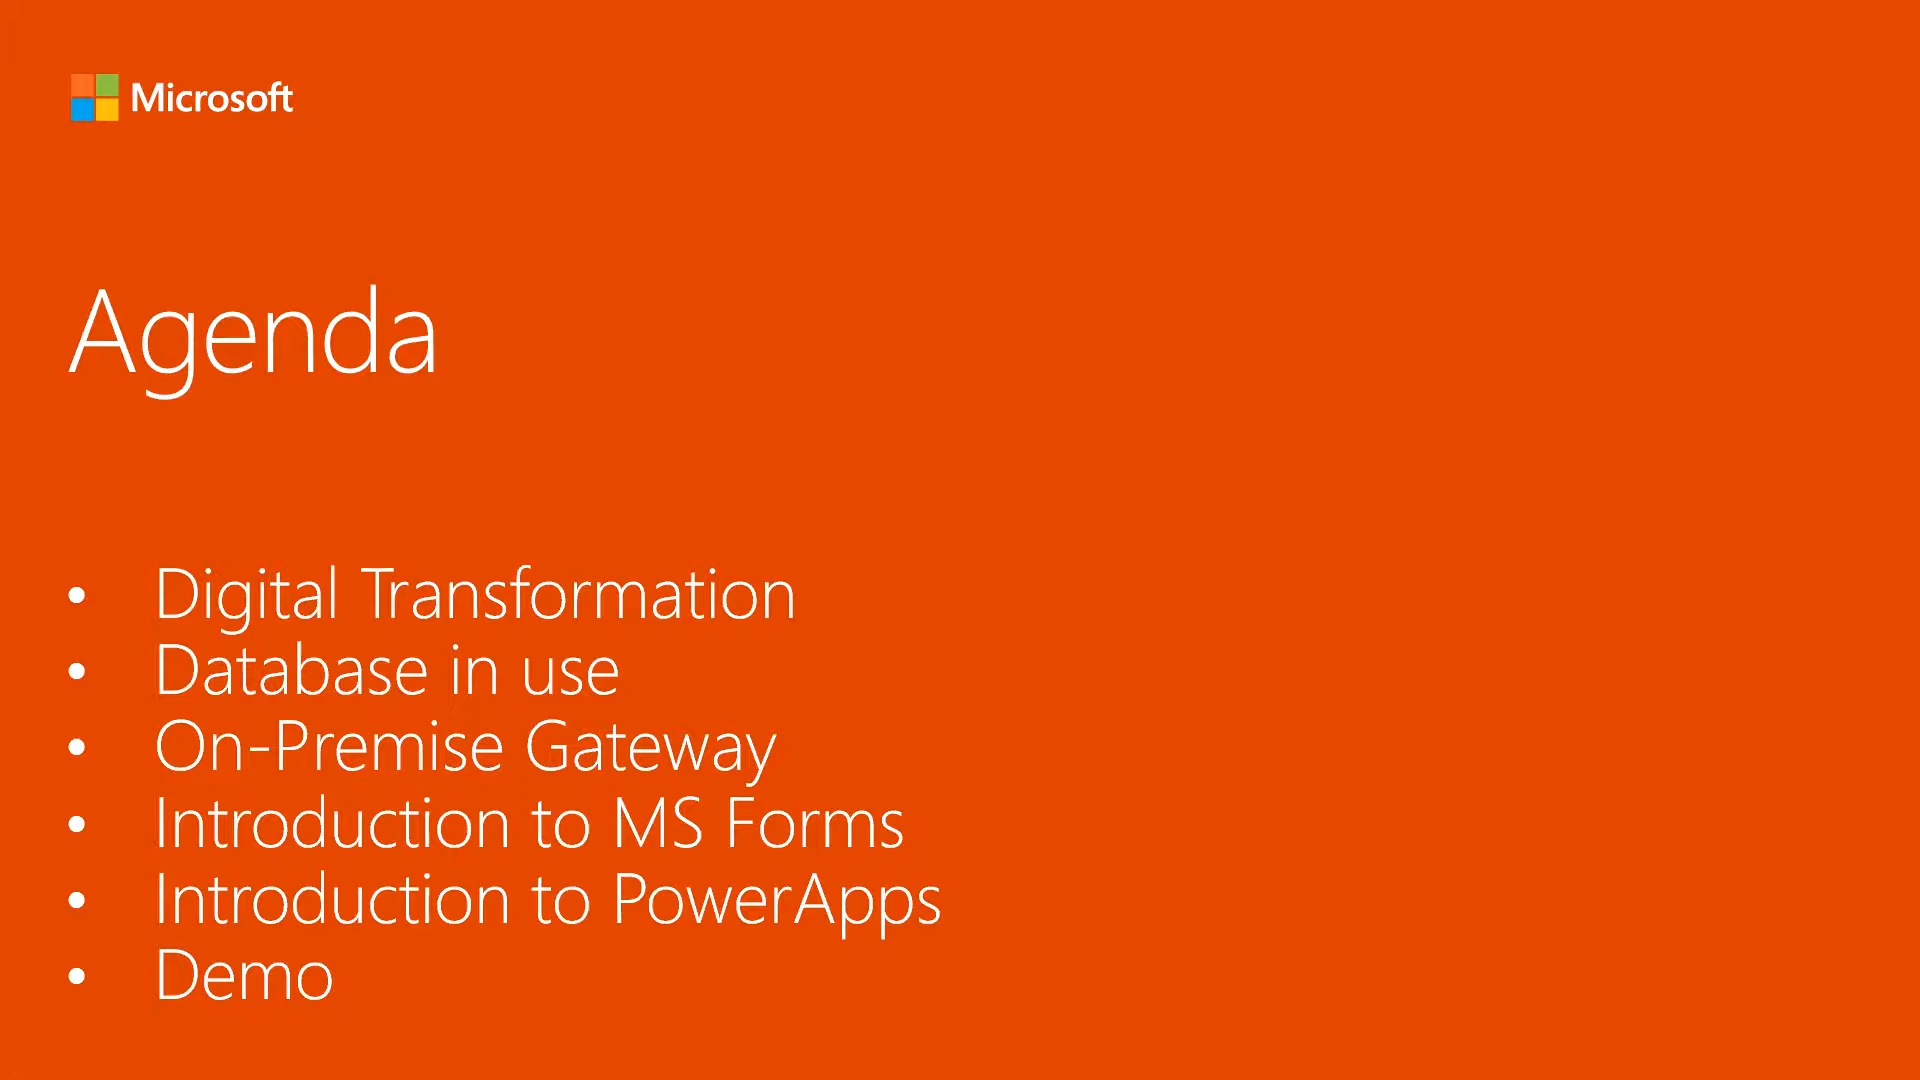 Microsoft
Agenda
• Digital Transformation
• Database in use
• On-Premise Gateway
• Introduction to MS Forms
• Introduction to PowerApps
• Demo